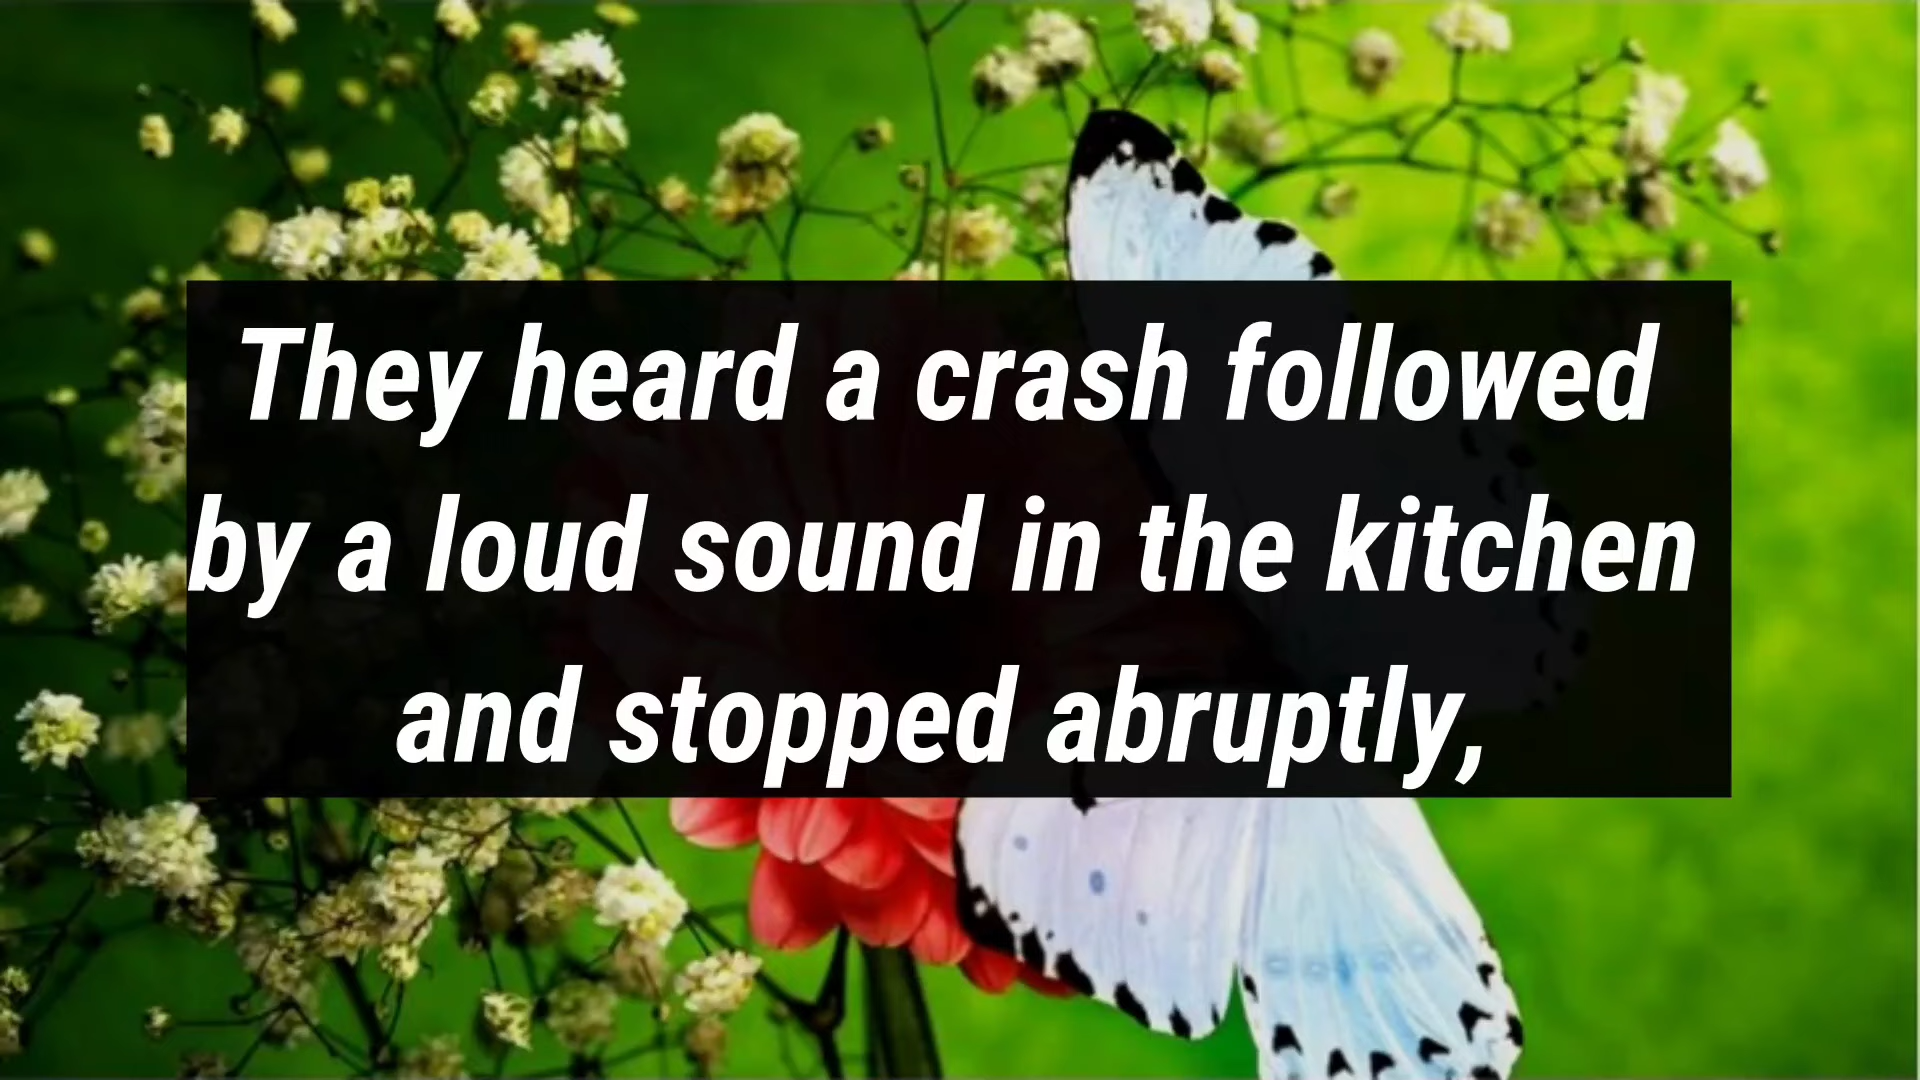 They heard a crash followed
by a loud sound in the kitchen
and stopped abruptly,